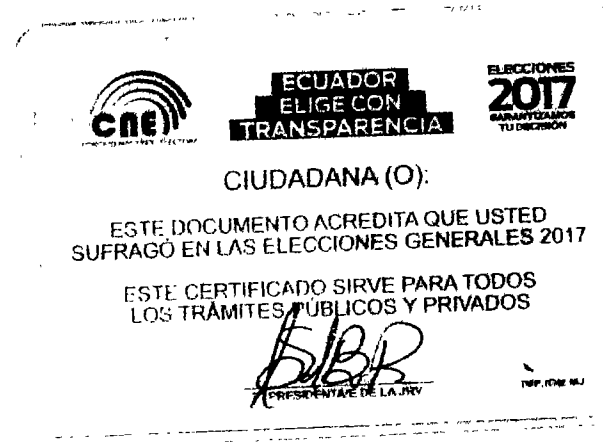 CNE
ECUADOR
ELIGE CON
TRANSPARENCIA
ELECCIONES
2017
GARANTIZAMOS
TU DECISIÓN
CIUDADANA (O):
ESTE DOCUMENTO ACREDITA QUE USTED
SUFRAGÓ EN LAS ELECCIONES GENERALES 2017
ESTE CERTIFICADO SIRVE PARA TODOS
LOS TRÁMITES PÚBLICOS Y PRIVADOS
PRESIDENTA/E DE LA JRV